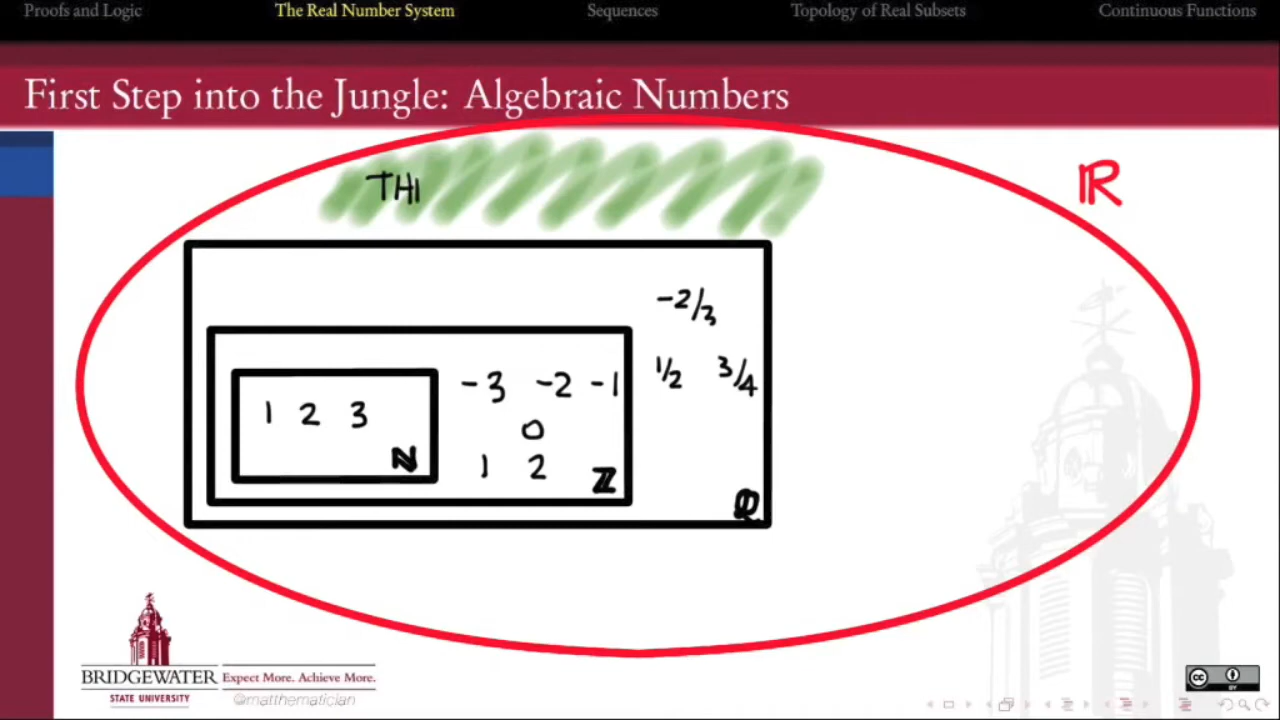 Proofs and Logic The Real Number System Sequences Topology of Real Subsets Continuous Functions
First Step into the Jungle: Algebraic Numbers
THI
ℝ
-2/3
1/2 3/4
-3 -2 -1
1 2 3
0
ℕ
1 2
ℤ
ℚ
BRIDGEWATER
STATE UNIVERSITY
Expect More. Achieve More.
@matthematician
CC BY